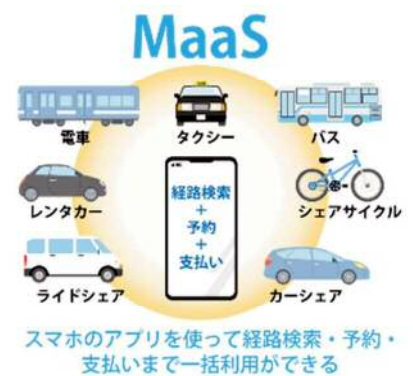 MaaS
電車
タクシー
バス
レンタカー
経路検索
+
予約
+
支払い
シェアサイクル
ライドシェア
カーシェア
スマホのアプリを使って経路検索・予約・
支払いまで一括利用ができる